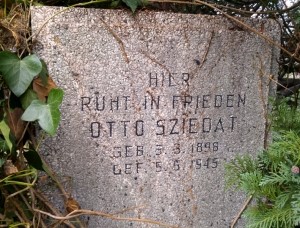 HIER
RUHT IN FRIEDEN
OTTO SZIEDAT
GEB. 3. 3. 1898
GEF. 5. 5. 1945